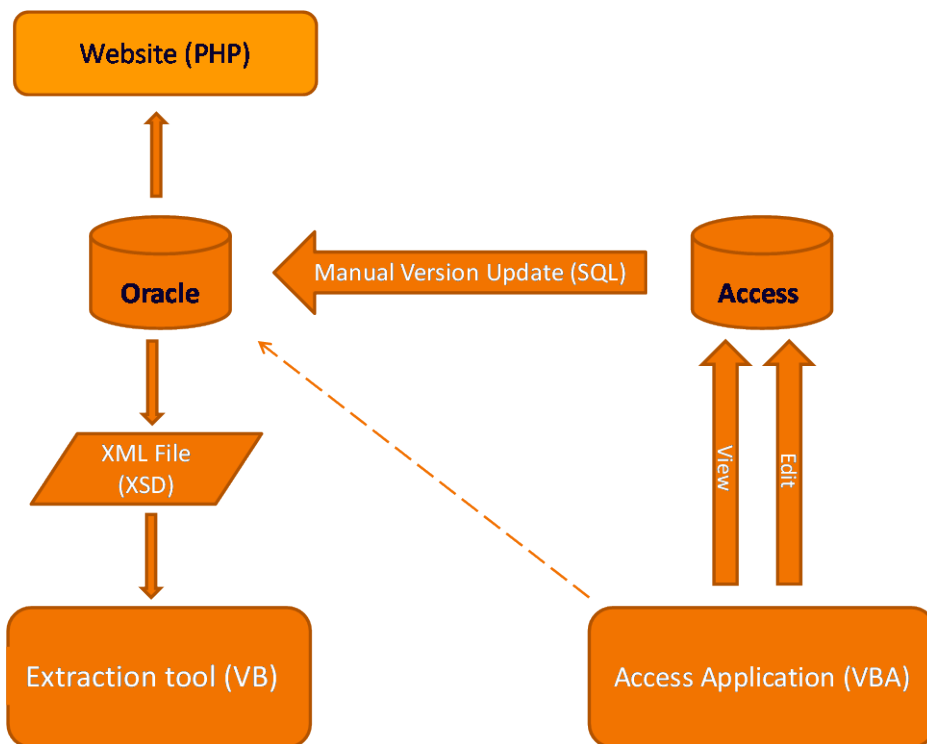 Website (PHP)
Manual Version Update (SQL)
Oracle
Access
XML File
(XSD)
View
Edit
Extraction tool (VB)
Access Application (VBA)